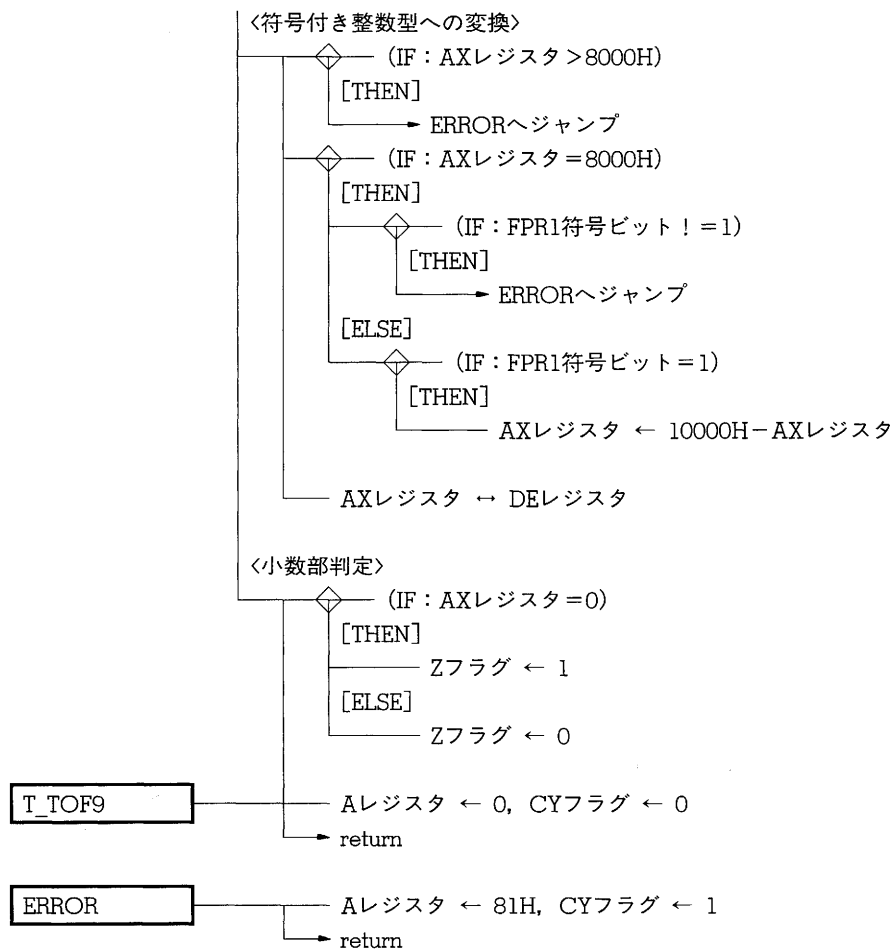 〈符号付き整数型への変換〉
(IF：AXレジスタ＞8000H)
[THEN]
ERRORへジャンプ
(IF：AXレジスタ＝8000H)
[THEN]
(IF：FPR1符号ビット！＝1)
[THEN]
ERRORへジャンプ
[ELSE]
(IF：FPR1符号ビット＝1)
[THEN]
AXレジスタ ← 10000H－AXレジスタ
AXレジスタ ↔ DEレジスタ
〈小数部判定〉
(IF：AXレジスタ＝0)
[THEN]
Zフラグ ← 1
[ELSE]
Zフラグ ← 0
T_TOF9 Aレジスタ ← 0, CYフラグ ← 0
return
ERROR Aレジスタ ← 81H, CYフラグ ← 1
return